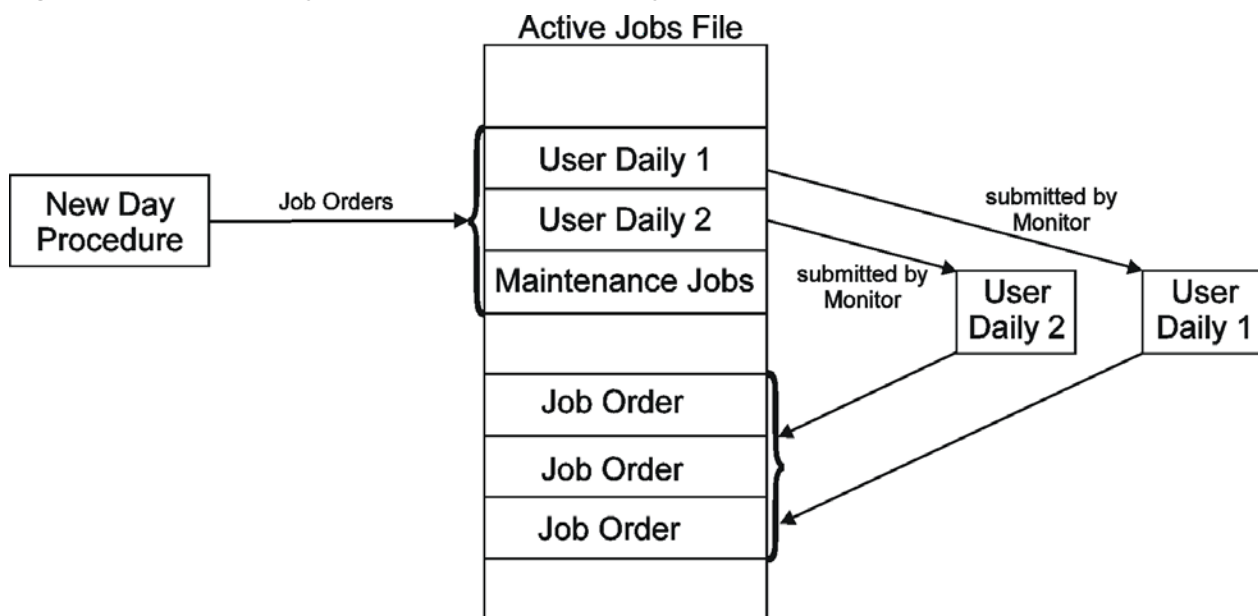 Active Jobs File
New Day
Procedure
Job Orders
User Daily 1
User Daily 2
Maintenance Jobs
submitted by
Monitor
submitted by
Monitor
User
Daily 2
User
Daily 1
Job Order
Job Order
Job Order